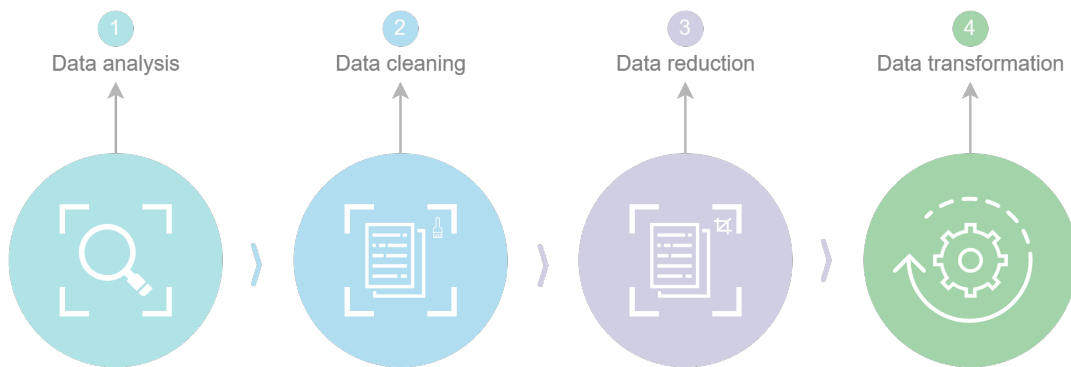 1
Data analysis
2
Data cleaning
3
Data reduction
4
Data transformation